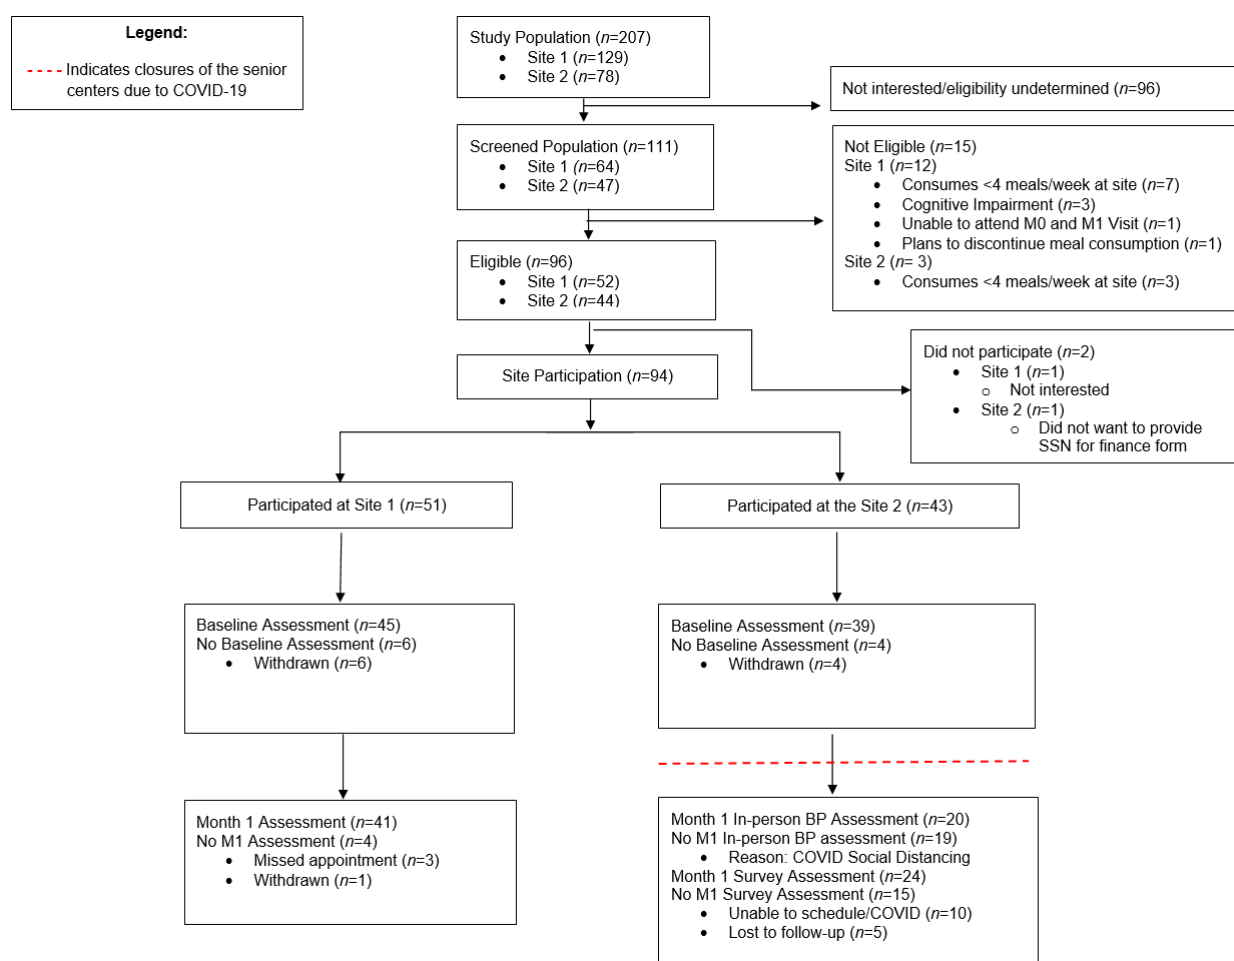 Legend:
Indicates closures of the senior
centers due to COVID-19
Study Population (n=207)
• Site 1 (n=129)
• Site 2 (n=78)
Not interested/eligibility undetermined (n=96)
Screened Population (n=111)
• Site 1 (n=64)
• Site 2 (n=47)
Not Eligible (n=15)
Site 1 (n=12)
• Consumes <4 meals/week at site (n=7)
• Cognitive Impairment (n=3)
• Unable to attend M0 and M1 Visit (n=1)
• Plans to discontinue meal consumption (n=1)
Site 2 (n= 3)
• Consumes <4 meals/week at site (n=3)
Eligible (n=96)
• Site 1 (n=52)
• Site 2 (n=44)
Did not participate (n=2)
• Site 1 (n=1)
o Not interested
• Site 2 (n=1)
o Did not want to provide
SSN for finance form
Site Participation (n=94)
Participated at Site 1 (n=51)
Participated at the Site 2 (n=43)
Baseline Assessment (n=45)
No Baseline Assessment (n=6)
• Withdrawn (n=6)
Baseline Assessment (n=39)
No Baseline Assessment (n=4)
• Withdrawn (n=4)
Month 1 Assessment (n=41)
No M1 Assessment (n=4)
• Missed appointment (n=3)
• Withdrawn (n=1)
Month 1 In-person BP Assessment (n=20)
No M1 In-person BP assessment (n=19)
• Reason: COVID Social Distancing
Month 1 Survey Assessment (n=24)
No M1 Survey Assessment (n=15)
• Unable to schedule/COVID (n=10)
• Lost to follow-up (n=5)